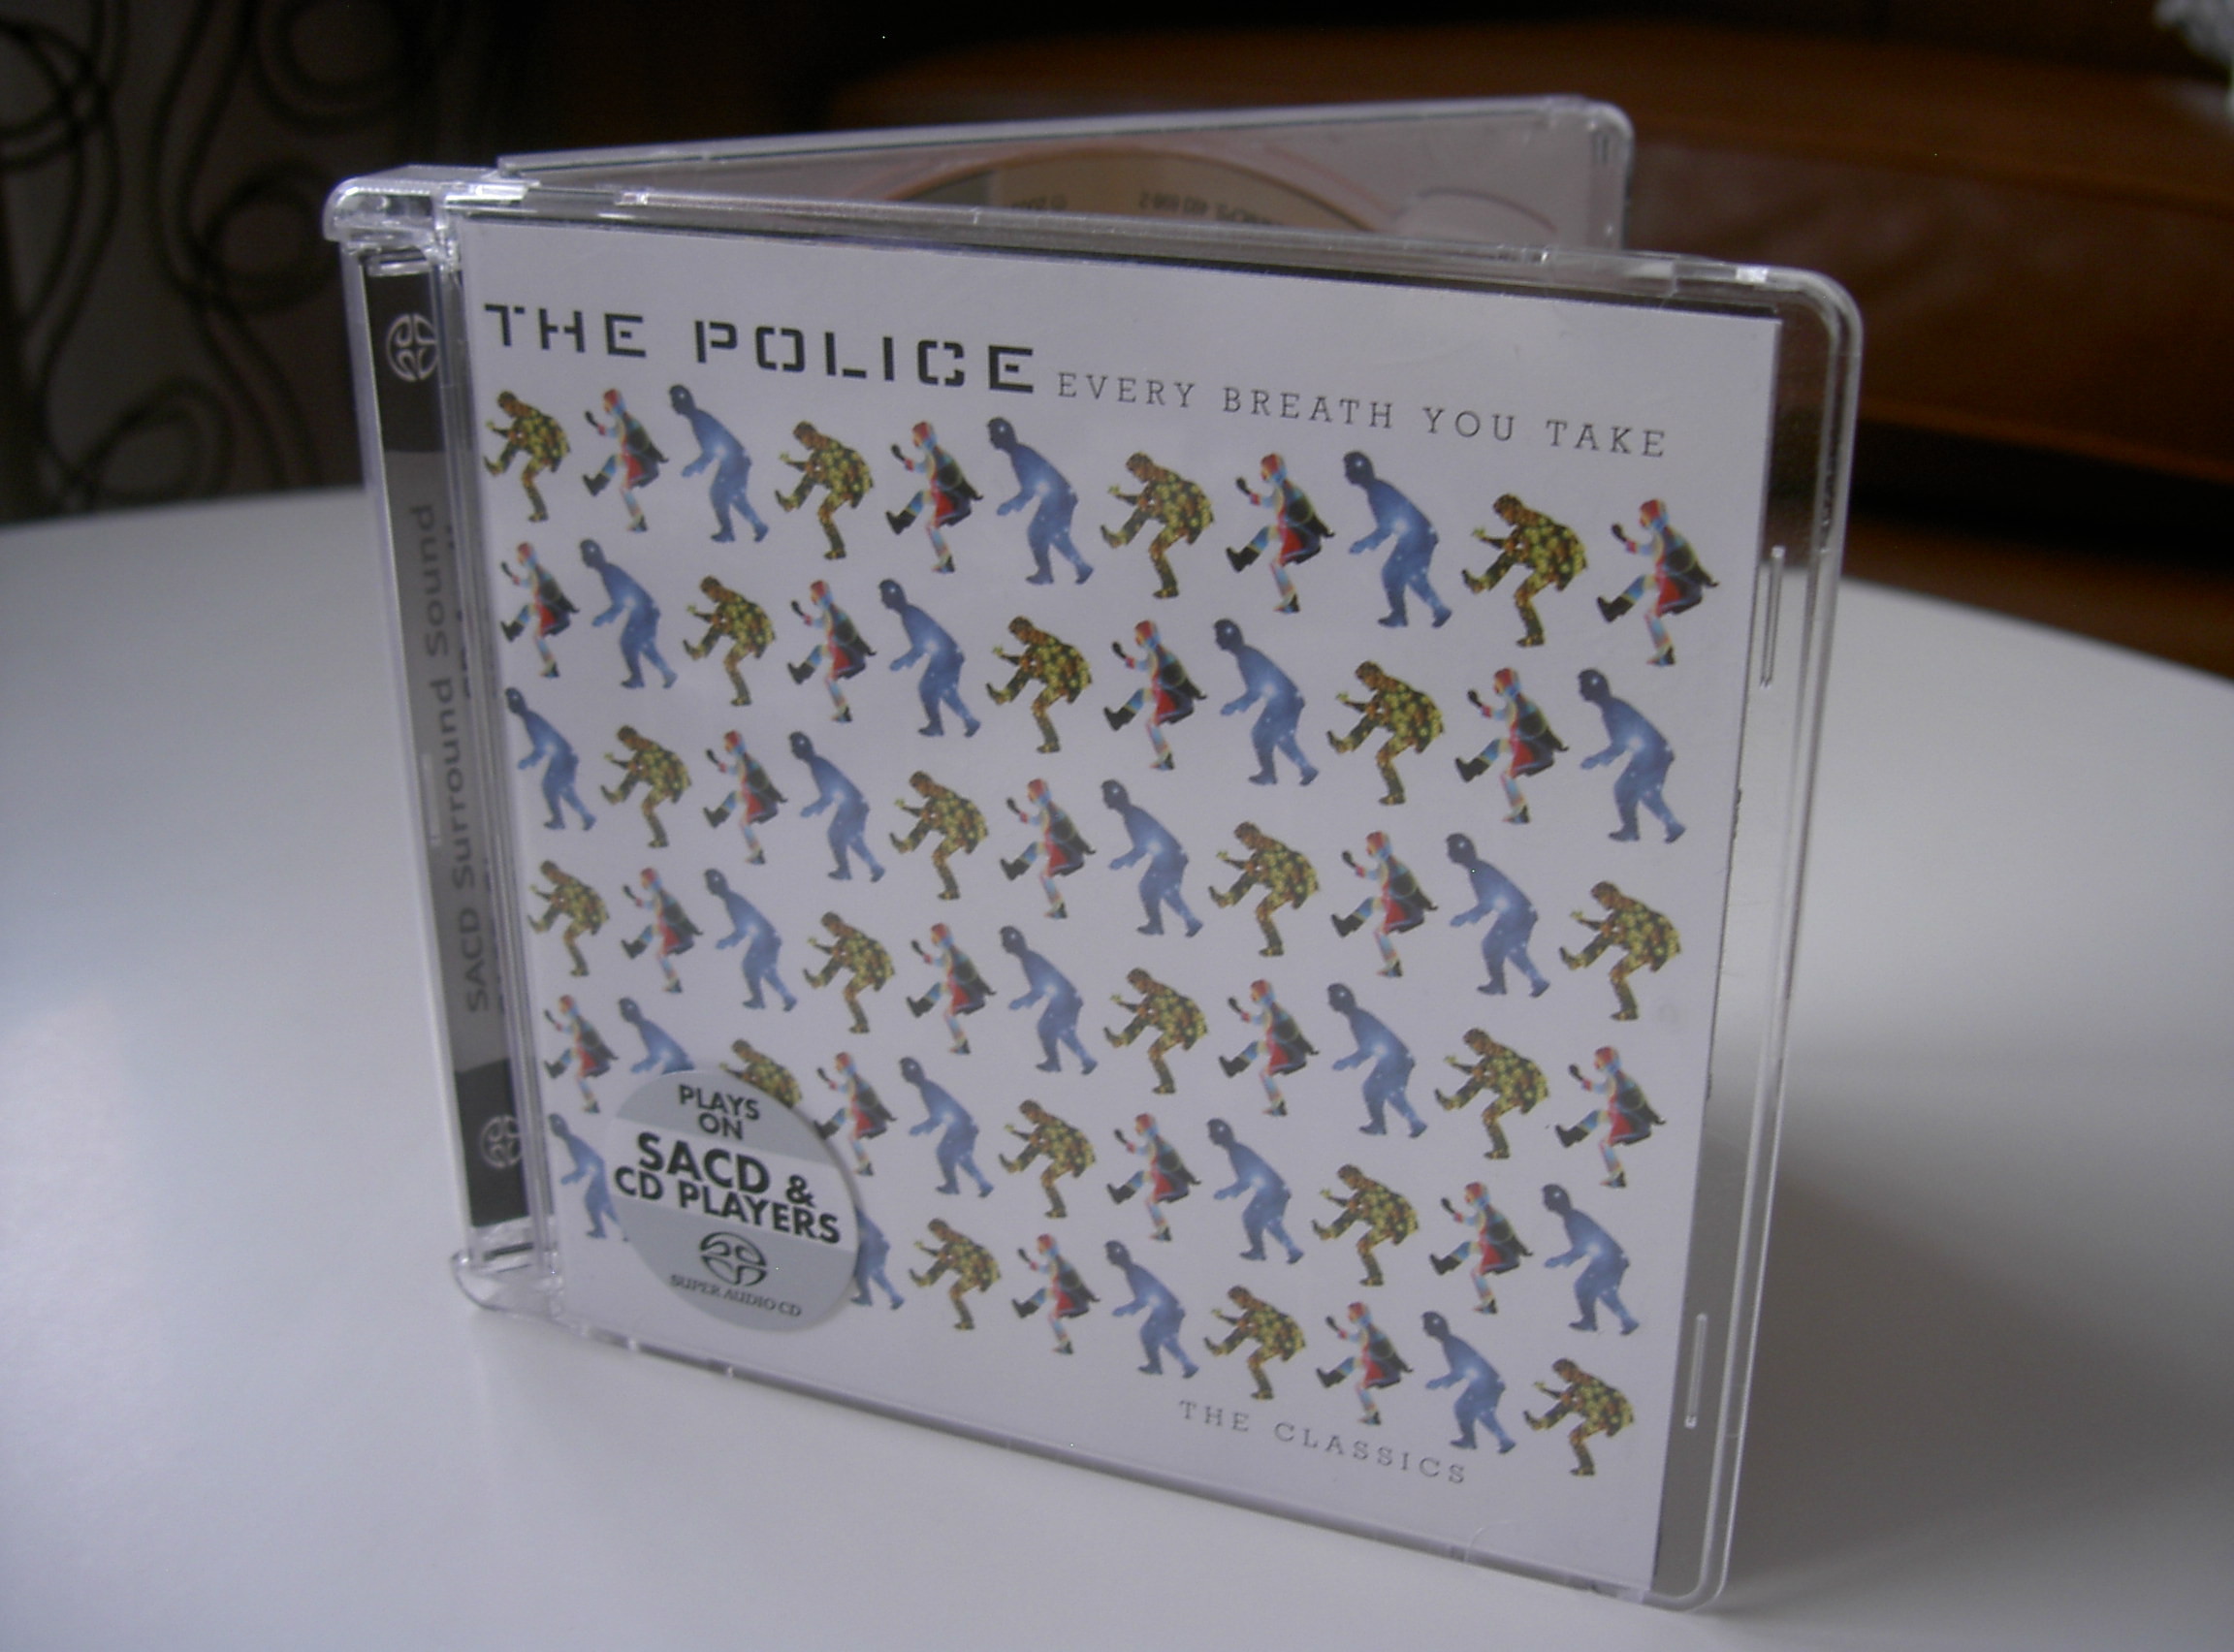 THE POLICE EVERY BREATH YOU TAKE
SACD Surround Sound
PLAYS
ON
SACD &
CD PLAYERS
SUPER AUDIO CD
THE CLASSICS